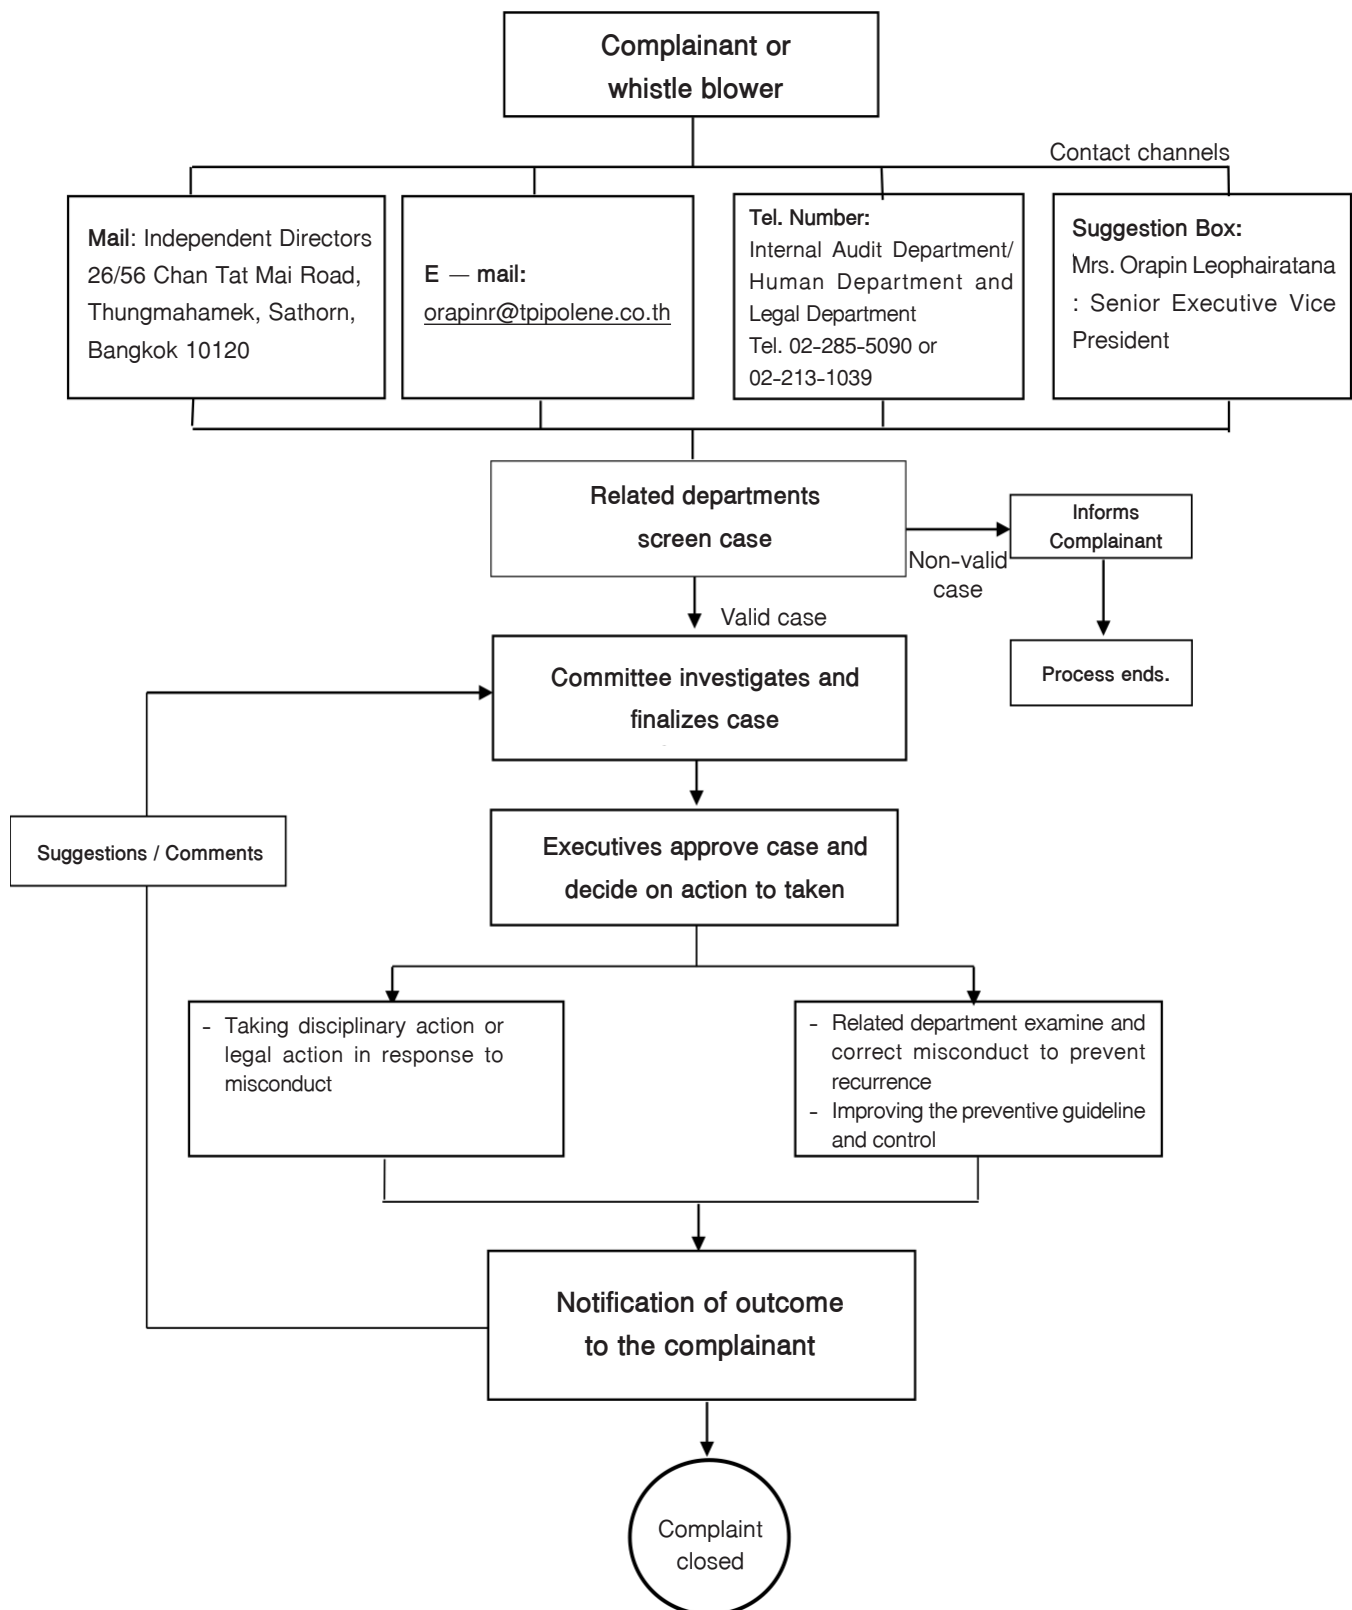 Complainant or
whistle blower
Contact channels
Mail: Independent Directors
26/56 Chan Tat Mai Road,
Thungmahamek, Sathorn,
Bangkok 10120
E — mail:
orapinr@tpipolene.co.th
Tel. Number:
Internal Audit Department/
Human Department and
Legal Department
Tel. 02-285-5090 or
02-213-1039
Suggestion Box:
Mrs. Orapin Leophairatana
: Senior Executive Vice
President
Related departments
screen case
Non-valid
case
Informs
Complainant
Process ends.
Valid case
Committee investigates and
finalizes case
Suggestions / Comments
Executives approve case and
decide on action to taken
- Taking disciplinary action or
legal action in response to
misconduct
- Related department examine and
correct misconduct to prevent
recurrence
- Improving the preventive guideline
and control
Notification of outcome
to the complainant
Complaint
closed